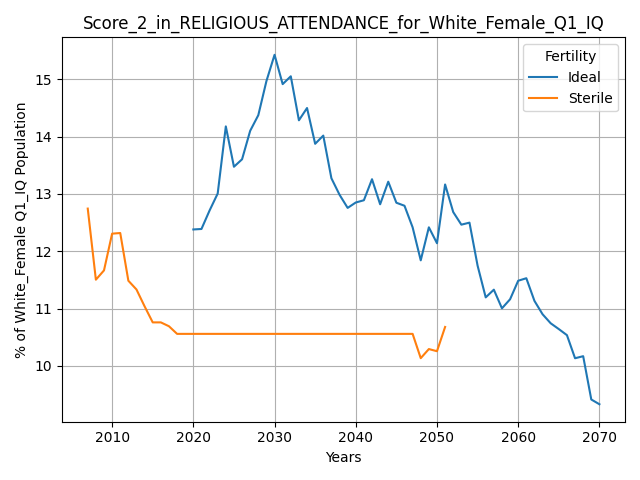 Score_2_in_RELIGIOUS_ATTENDANCE_for_White_Female_Q1_IQ
Fertility
Ideal
Sterile
% of White_Female Q1_IQ Population
15
14
13
12
11
10
2010 2020 2030 2040 2050 2060 2070
Years